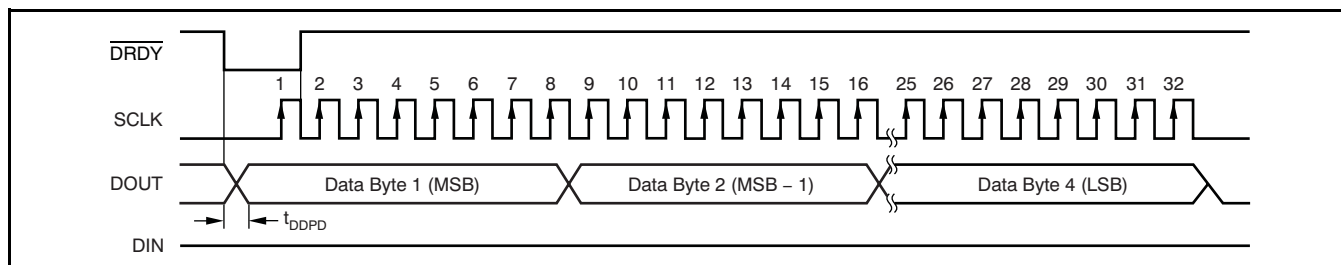 DRDY
1 2 3 4 5 6 7 8 9 10 11 12 13 14 15 16 25 26 27 28 29 30 31 32
SCLK
DOUT Data Byte 1 (MSB) Data Byte 2 (MSB − 1) Data Byte 4 (LSB)
tDDPD
DIN